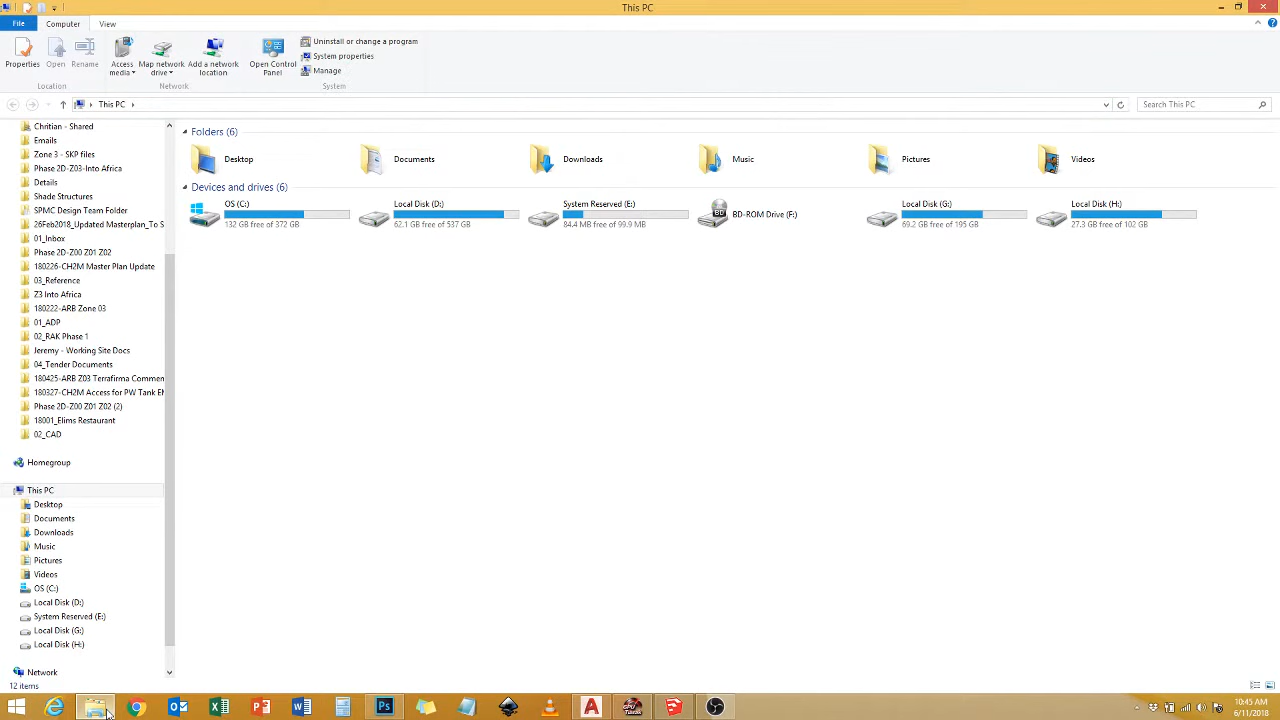 This PC
File
Computer
View
Properties
Open
Rename
Access media
Map network drive
Add a network location
Open Control Panel
Uninstall or change a program
System properties
Manage
Location
Network
System
This PC
Search This PC
Chritian - Shared
Emails
Zone 3 - SKP files
Phase 2D-Z03-Into Africa
Details
Shade Structures
SPMC Design Team Folder
26Feb2018_Updated Masterplan_To S
01_Inbox
Phase 2D-Z00 Z01 Z02
180226-CH2M Master Plan Update
03_Reference
Z3 Into Africa
180222-ARB Zone 03
01_ADP
02_RAK Phase 1
Jeremy - Working Site Docs
04_Tender Documents
180425-ARB Z03 Terrafirma Commen
180327-CH2M Access for PW Tank EN
Phase 2D-Z00 Z01 Z02 (2)
18001_Elims Restaurant
02_CAD
Homegroup
This PC
Desktop
Documents
Downloads
Music
Pictures
Videos
OS (C:)
Local Disk (D:)
System Reserved (E:)
Local Disk (G:)
Local Disk (H:)
Network
Folders (6)
Desktop
Documents
Downloads
Music
Pictures
Videos
Devices and drives (6)
OS (C:)
132 GB free of 372 GB
Local Disk (D:)
62.1 GB free of 537 GB
System Reserved (E:)
84.4 MB free of 99.9 MB
BD-ROM Drive (F:)
Local Disk (G:)
69.2 GB free of 195 GB
Local Disk (H:)
27.3 GB free of 102 GB
12 items
10:45 AM
6/11/2018